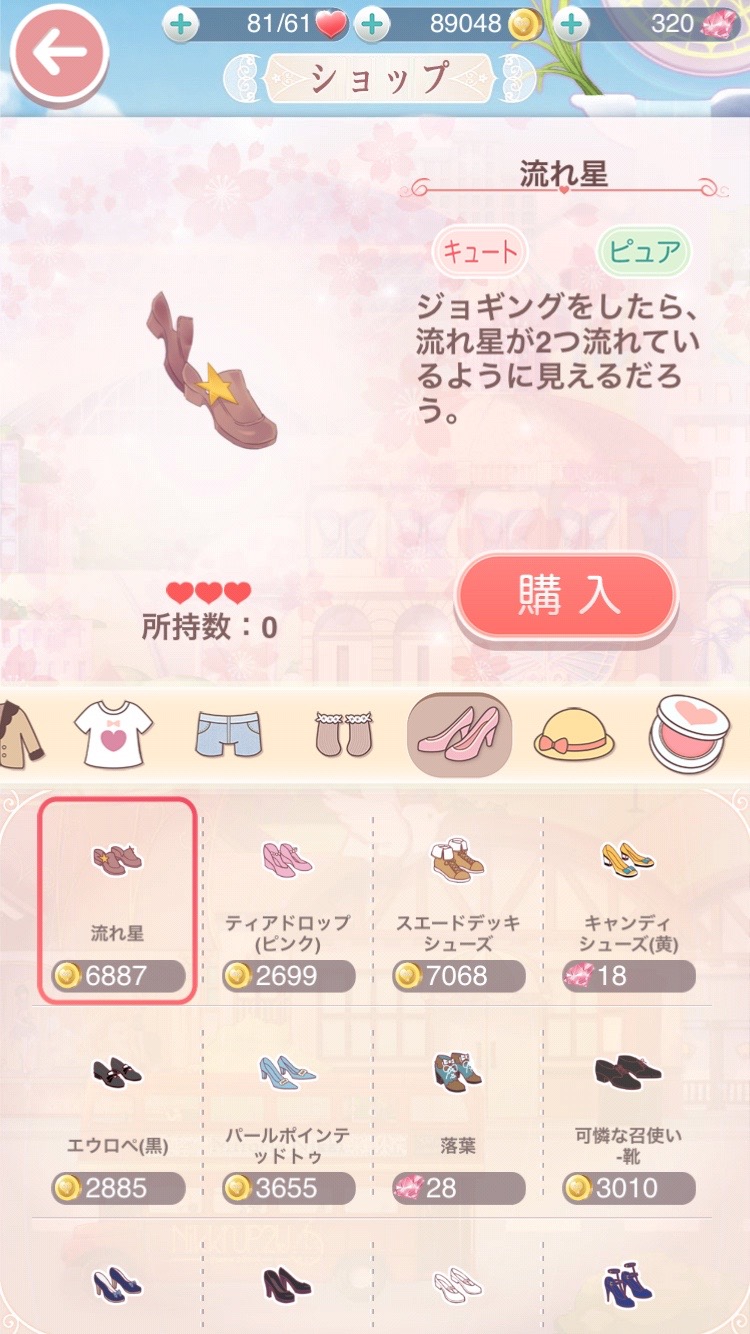 81/61
89048
320
ショップ
流れ星
キュート
ピュア
ジョギングをしたら、
流れ星が2つ流れてい
るように見えるだろ
う。
所持数：0
購入
流れ星
ティアドロップ
(ピンク)
スエードデッキ
シューズ
キャンディ
シューズ(黄)
6887
2699
7068
18
エウロペ(黒)
パールポインテ
ッドトゥ
落葉
可憐な召使い
-靴
2885
3655
28
3010